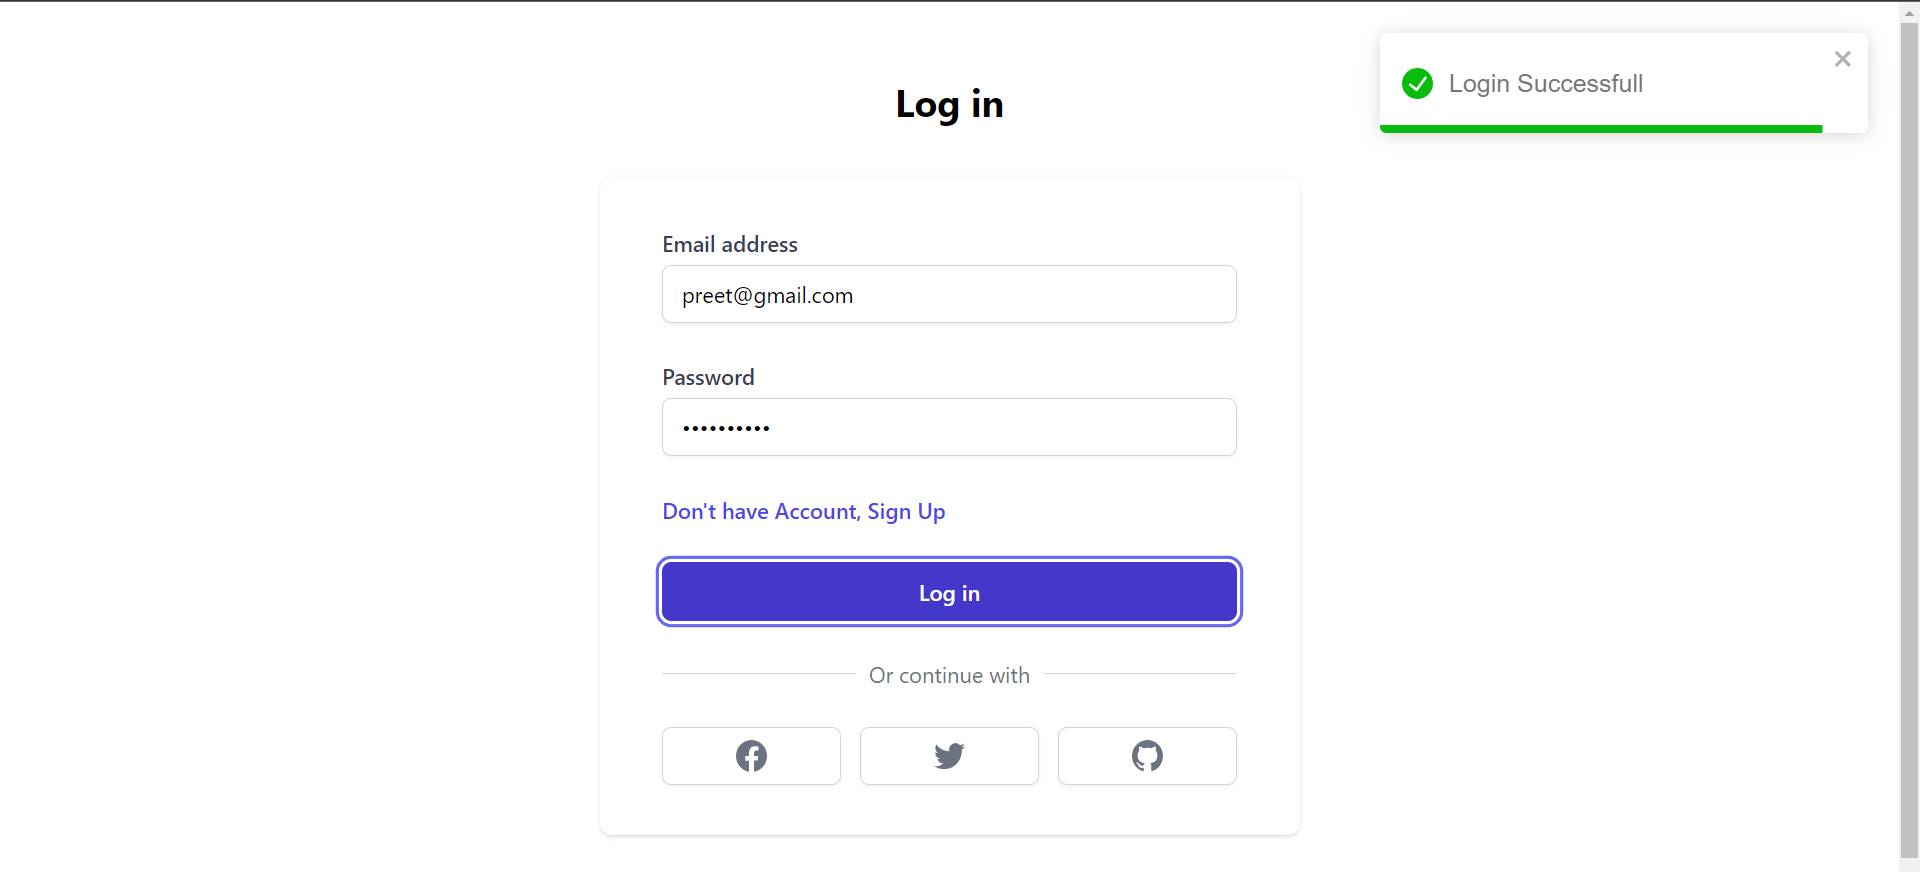 Login Successfull
Log in
Email address
preet@gmail.com
Password
••••••••••
Don't have Account, Sign Up
Log in
Or continue with